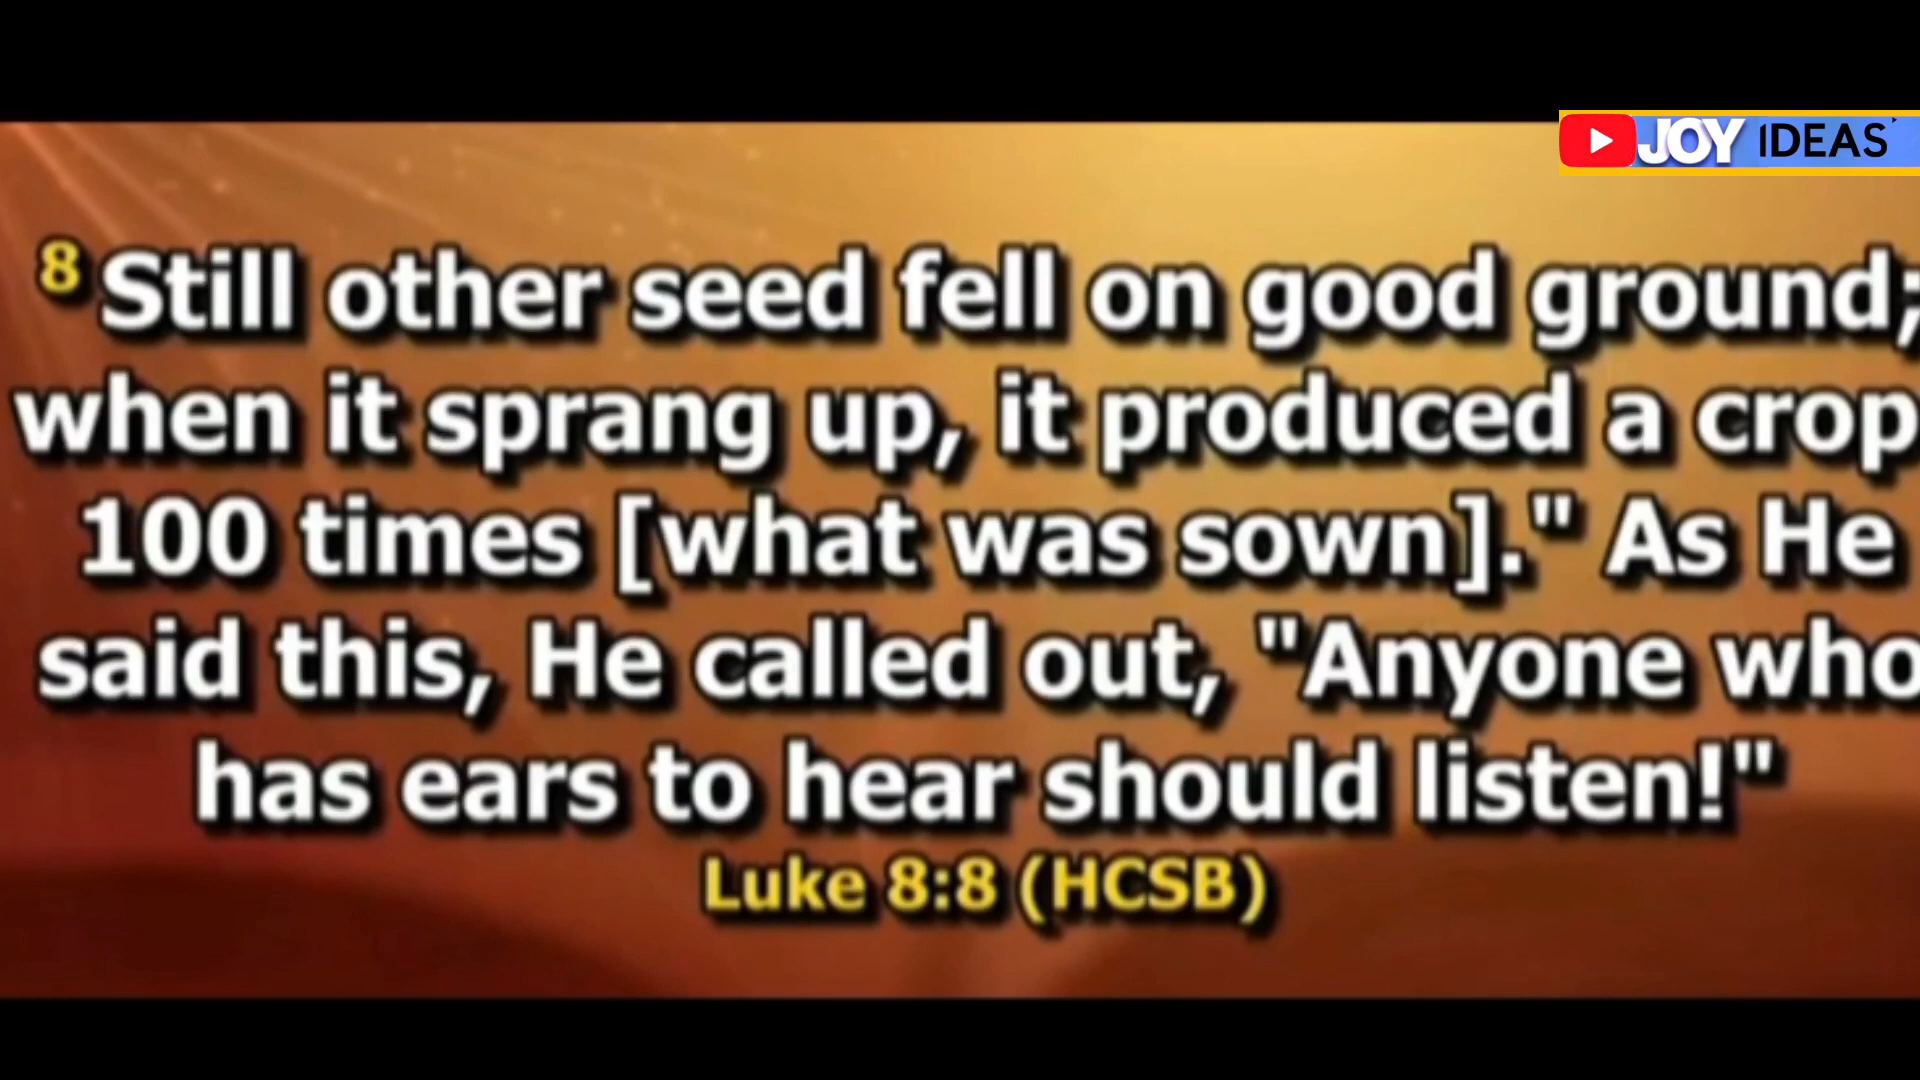 JOY IDEAS
8 Still other seed fell on good ground;
when it sprang up, it produced a crop
100 times [what was sown]." As He
said this, He called out, "Anyone who
has ears to hear should listen!"
Luke 8:8 (HCSB)